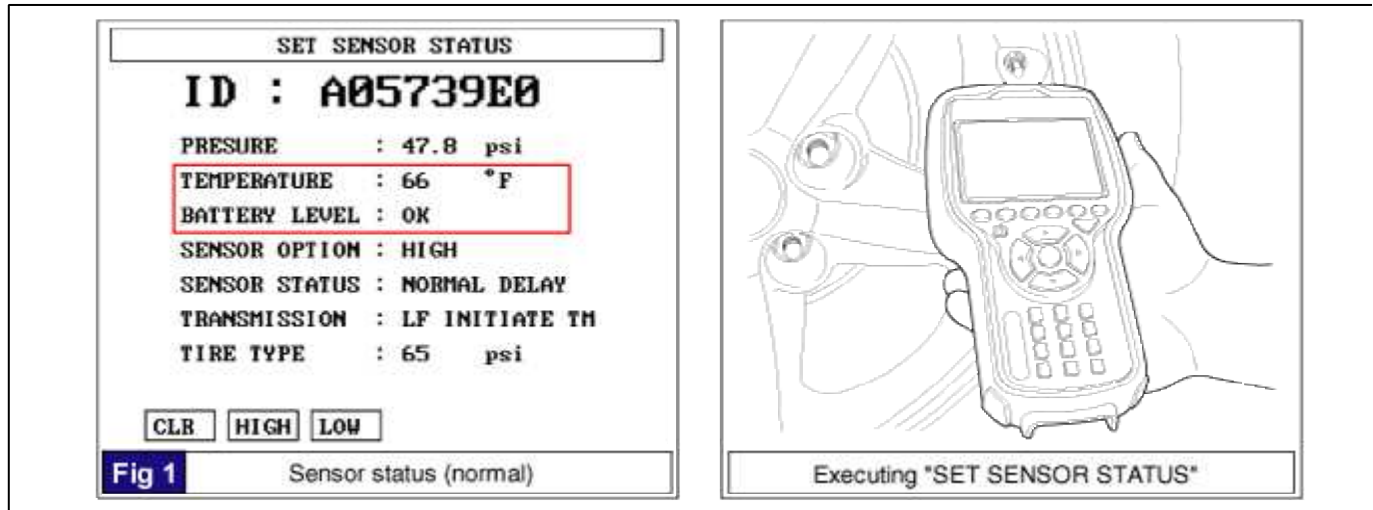 SET SENSOR STATUS
ID : A05739E0
PRESURE : 47.8 psi
TEMPERATURE : 66 °F
BATTERY LEVEL : OK
SENSOR OPTION : HIGH
SENSOR STATUS : NORMAL DELAY
TRANSMISSION : LF INITIATE TM
TIRE TYPE : 65 psi
CLR HIGH LOW
Fig 1 Sensor status (normal)
Executing "SET SENSOR STATUS"